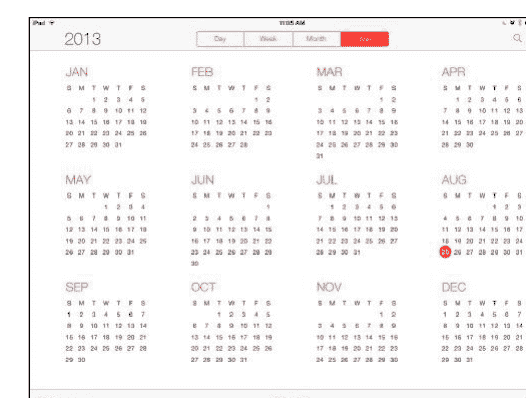 iPad
11:05 AM
2013
Day Week Month Year
JAN
S M T W T F S
1 2 3 4 5
6 7 8 9 10 11 12
13 14 15 16 17 18 19
20 21 22 23 24 25 26
27 28 29 30 31
FEB
S M T W T F S
1 2
3 4 5 6 7 8 9
10 11 12 13 14 15 16
17 18 19 20 21 22 23
24 25 26 27 28
MAR
S M T W T F S
1 2
3 4 5 6 7 8 9
10 11 12 13 14 15 16
17 18 19 20 21 22 23
24 25 26 27 28 29 30
31
APR
S M T W T F S
1 2 3 4 5 6
7 8 9 10 11 12 13
14 15 16 17 18 19 20
21 22 23 24 25 26 27
28 29 30
MAY
S M T W T F S
1 2 3 4
5 6 7 8 9 10 11
12 13 14 15 16 17 18
19 20 21 22 23 24 25
26 27 28 29 30 31
JUN
S M T W T F S
1
2 3 4 5 6 7 8
9 10 11 12 13 14 15
16 17 18 19 20 21 22
23 24 25 26 27 28 29
30
JUL
S M T W T F S
1 2 3 4 5 6
7 8 9 10 11 12 13
14 15 16 17 18 19 20
21 22 23 24 25 26 27
28 29 30 31
AUG
S M T W T F S
1 2 3
4 5 6 7 8 9 10
11 12 13 14 15 16 17
18 19 20 21 22 23 24
25 26 27 28 29 30 31
SEP
S M T W T F S
1 2 3 4 5 6 7
8 9 10 11 12 13 14
15 16 17 18 19 20 21
22 23 24 25 26 27 28
29 30
OCT
S M T W T F S
1 2 3 4 5
6 7 8 9 10 11 12
13 14 15 16 17 18 19
20 21 22 23 24 25 26
27 28 29 30 31
NOV
S M T W T F S
1 2
3 4 5 6 7 8 9
10 11 12 13 14 15 16
17 18 19 20 21 22 23
24 25 26 27 28 29 30
DEC
S M T W T F S
1 2 3 4 5 6 7
8 9 10 11 12 13 14
15 16 17 18 19 20 21
22 23 24 25 26 27 28
29 30 31